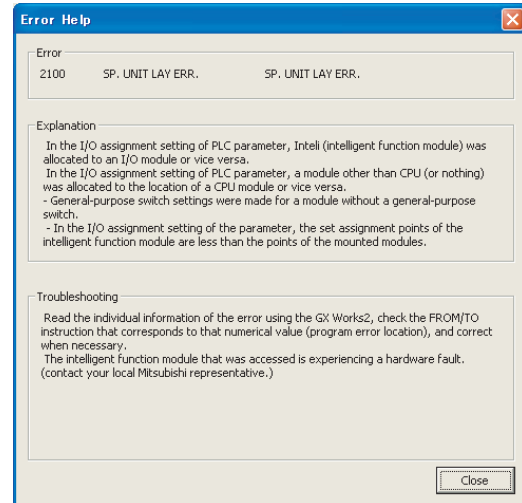 Error Help
Error
2100 SP. UNIT LAY ERR. SP. UNIT LAY ERR.
Explanation
In the I/O assignment setting of PLC parameter, Inteli (intelligent function module) was
allocated to an I/O module or vice versa.
In the I/O assignment setting of PLC parameter, a module other than CPU (or nothing)
was allocated to the location of a CPU module or vice versa.
- General-purpose switch settings were made for a module without a general-purpose
switch.
- In the I/O assignment setting of the parameter, the set assignment points of the
intelligent function module are less than the points of the mounted modules.
Troubleshooting
Read the individual information of the error using the GX Works2, check the FROM/TO
instruction that corresponds to that numerical value (program error location), and correct
when necessary.
The intelligent function module that was accessed is experiencing a hardware fault.
(contact your local Mitsubishi representative.)
Close